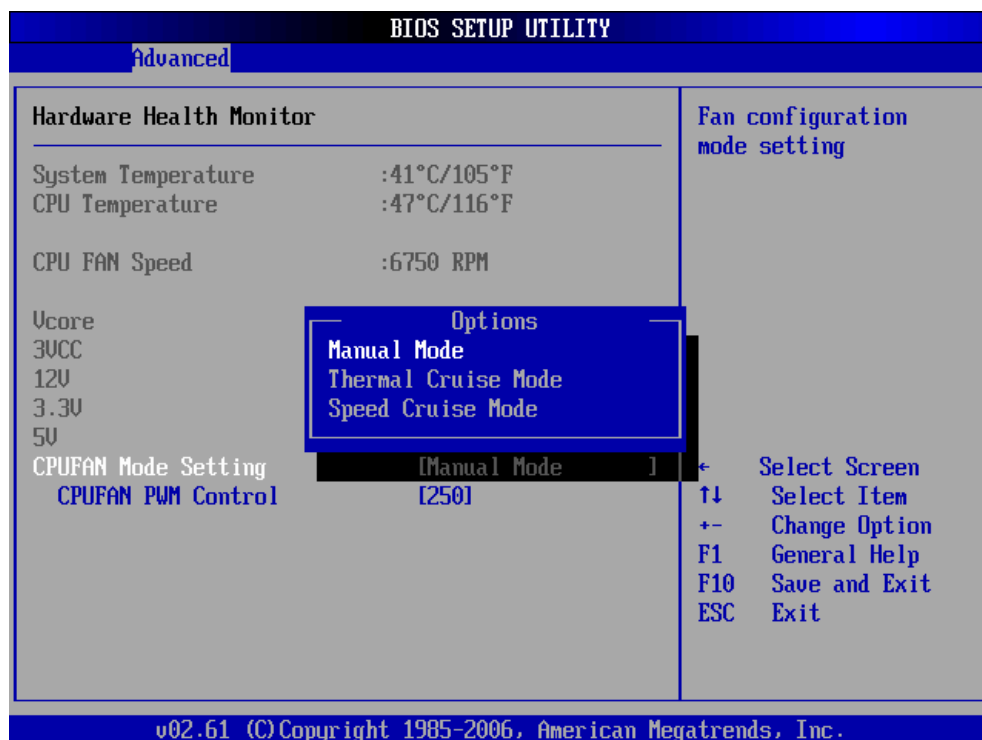 BIOS SETUP UTILITY
Advanced
Hardware Health Monitor
System Temperature :41°C/105°F
CPU Temperature :47°C/116°F
CPU FAN Speed :6750 RPM
Vcore
3VCC
12V
3.3V
5V
Options
Manual Mode
Thermal Cruise Mode
Speed Cruise Mode
CPUFAN Mode Setting [Manual Mode ]
CPUFAN PWM Control [250]
Fan configuration
mode setting
← Select Screen
↑↓ Select Item
+- Change Option
F1 General Help
F10 Save and Exit
ESC Exit
v02.61 (C)Copyright 1985-2006, American Megatrends, Inc.